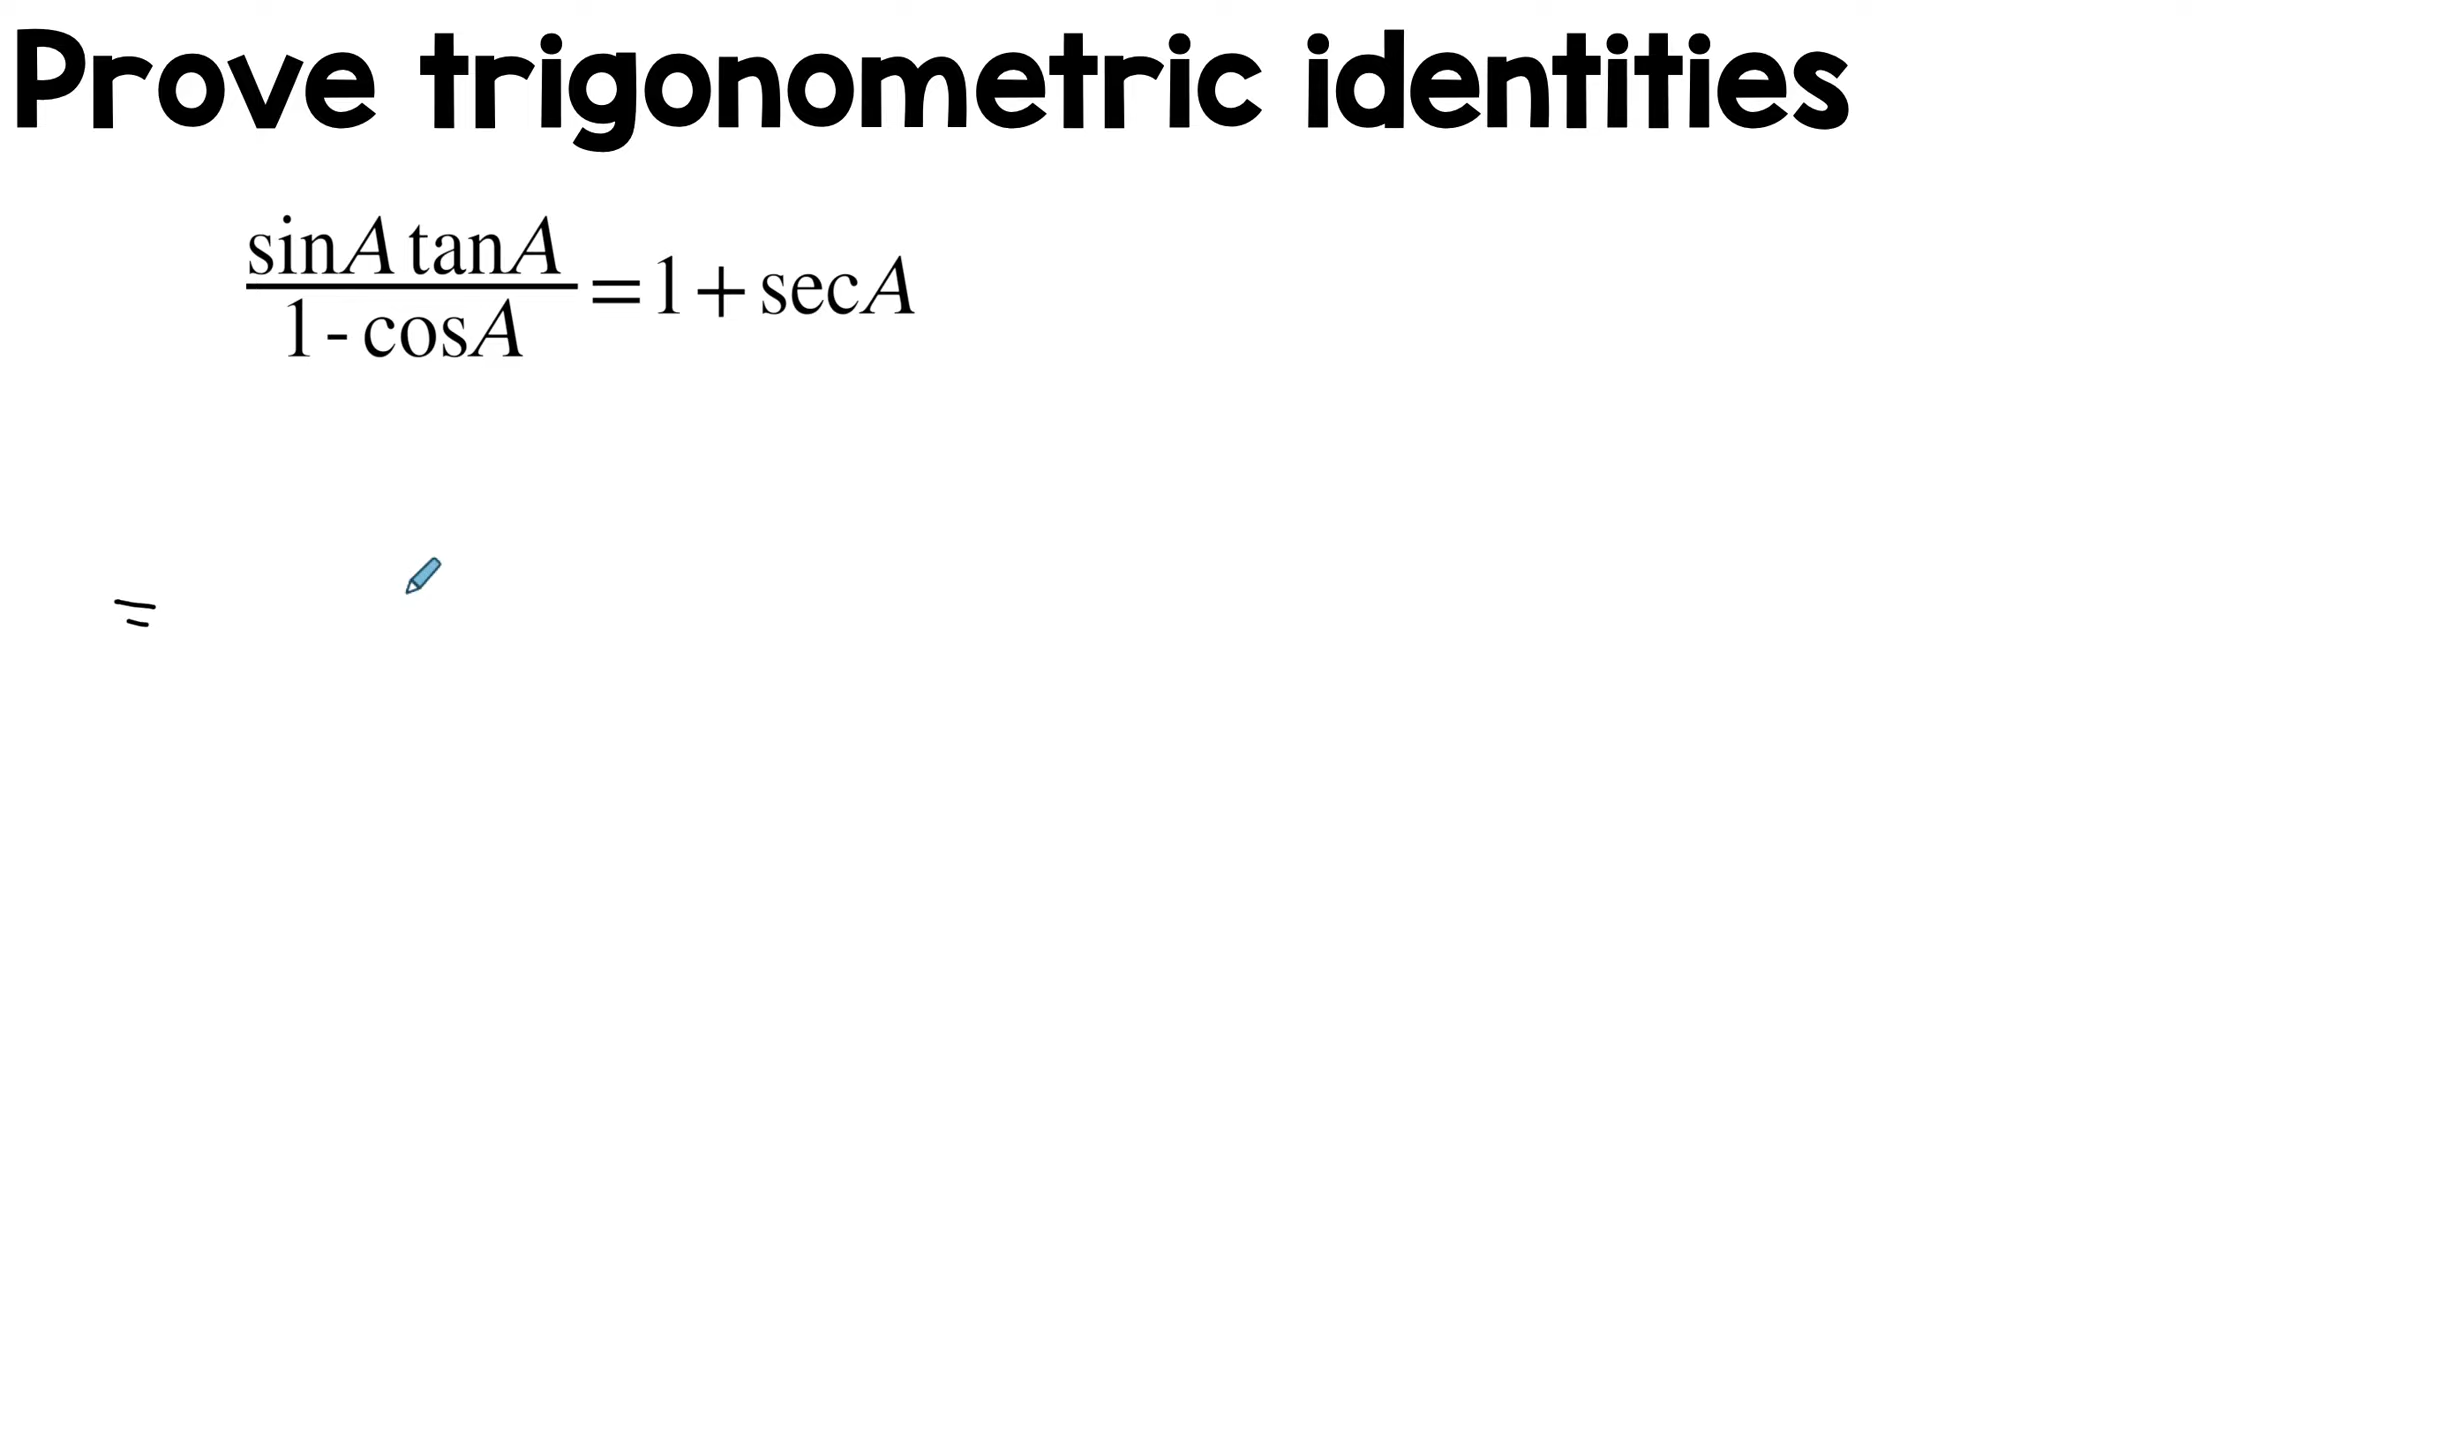 Prove trigonometric identities
sinA tanA
1 - cosA
= 1 + secA
=